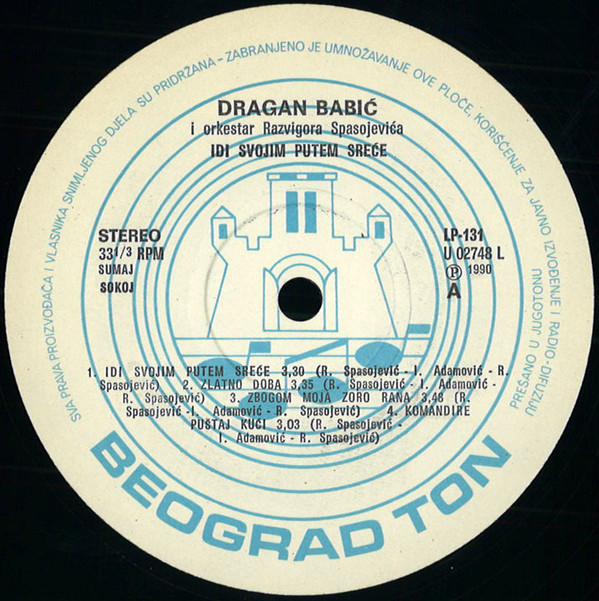 SVA PRAVA PROIZVOĐAČA I VLASNIKA SNIMLJENOG DJELA SU PRIDRŽANA – ZABRANJENO JE UMNOŽAVANJE OVE PLOČE, KORIŠĆENJE ZA JAVNO IZVOĐENJE I RADIO-DIFUZIJU
PREŠANO U JUGOTONU
DRAGAN BABIĆ
i orkestar Razvigora Spasojevića
IDI SVOJIM PUTEM SREĆE
STEREO
33 1/3 RPM
SUMAJ
SOKOJ
LP-131
U 02748 L
Ⓟ 1990
A
1. IDI SVOJIM PUTEM SREĆE 3,30 (R. Spasojević - I. Adamović - R.
Spasojević) 2. ZLATNO DOBA 3,35 (R. Spasojević - I. Adamović -
R. Spasojević) 3. ZBOGOM MOJA ZORO RANA 3,48 (R.
Spasojević - I. Adamović - R. Spasojević) 4. KOMANDIRE
PUSTAJ KUĆI 3,03 (R. Spasojević -
I. Adamović - R. Spasojević)
BEOGRAD TON